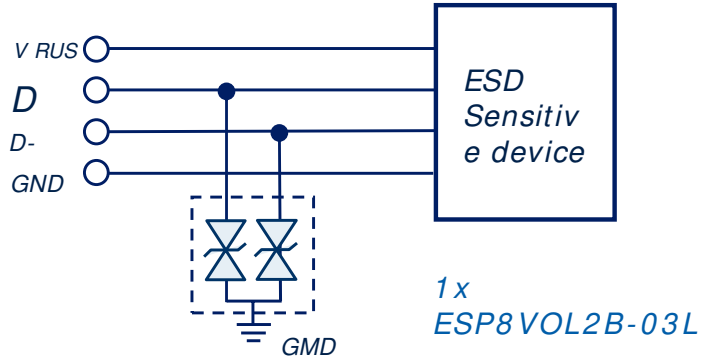 V RUS
D
D-
GND
ESD
Sensitiv
e device
1x
ESP8VOL2B-03L
GMD